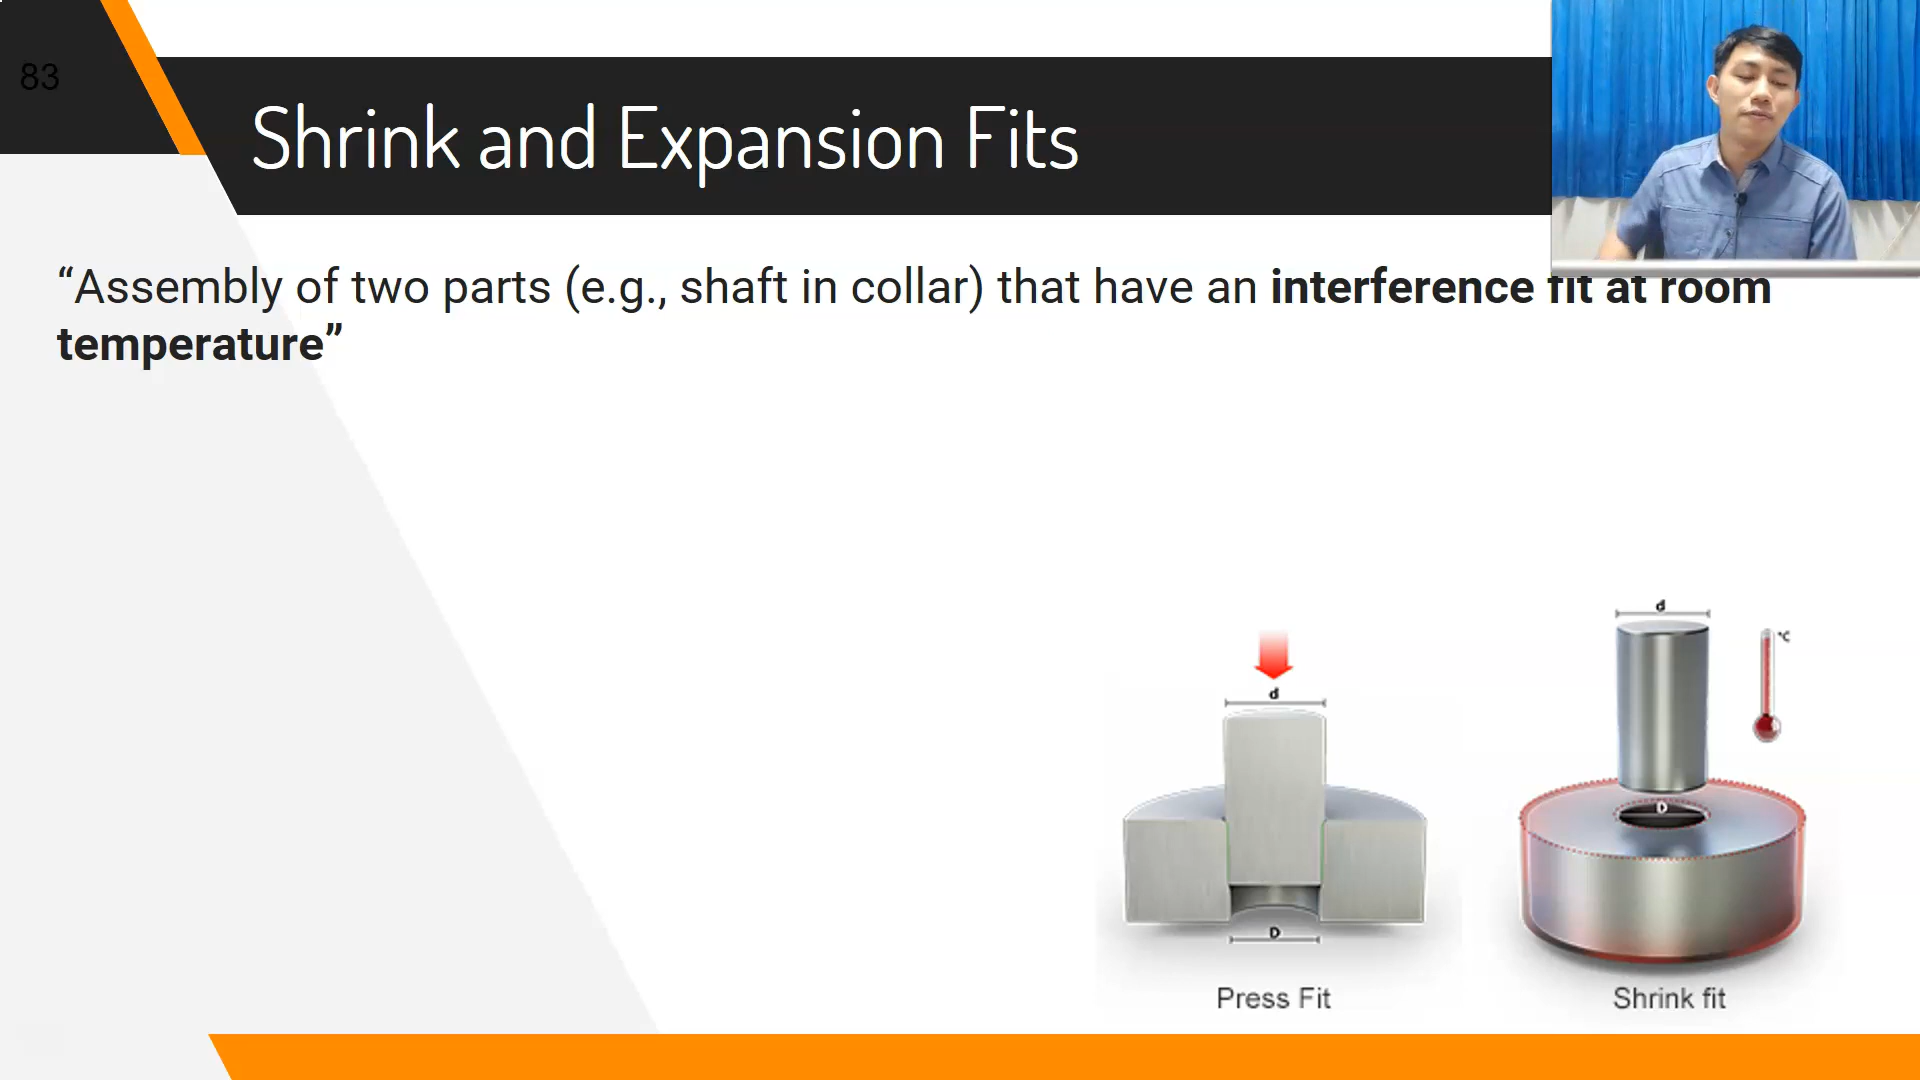 83
Shrink and Expansion Fits
“Assembly of two parts (e.g., shaft in collar) that have an interference fit at room
temperature”
d
D
Press Fit
d
°C
D
Shrink fit